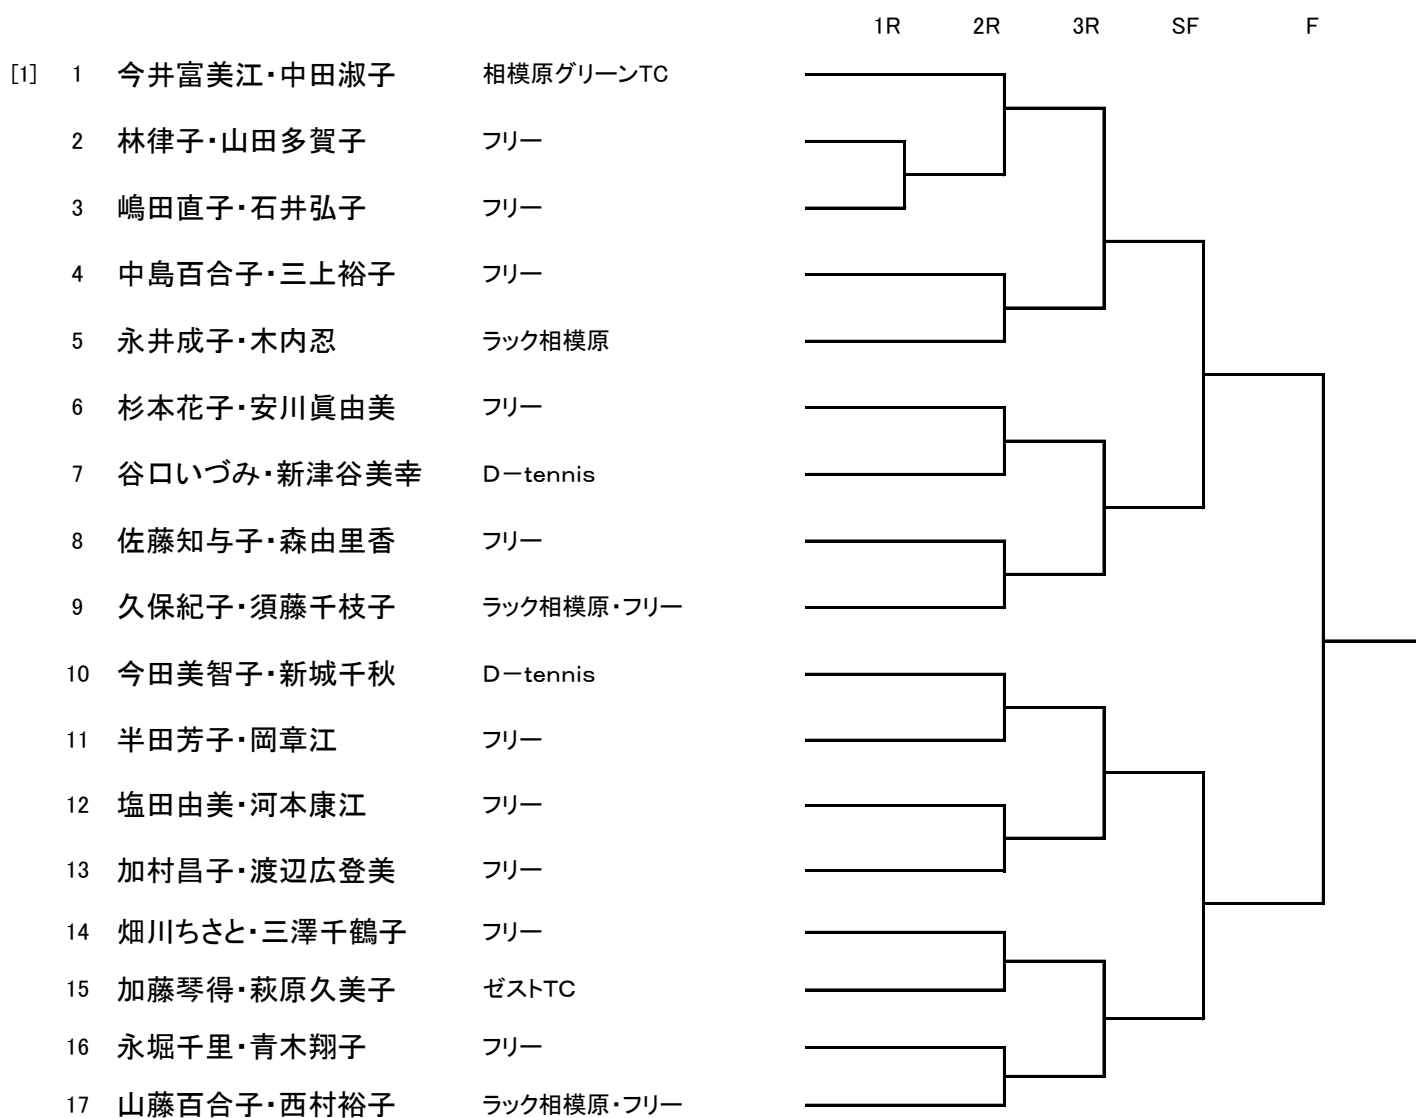 1R 2R 3R SF F
[1] 1 今井富美江・中田淑子 相模原グリーンTC
2 林律子・山田多賀子 フリー
3 嶋田直子・石井弘子 フリー
4 中島百合子・三上裕子 フリー
5 永井成子・木内忍 ラック相模原
6 杉本花子・安川眞由美 フリー
7 谷口いづみ・新津谷美幸 D－tennis
8 佐藤知与子・森由里香 フリー
9 久保紀子・須藤千枝子 ラック相模原・フリー
10 今田美智子・新城千秋 D－tennis
11 半田芳子・岡章江 フリー
12 塩田由美・河本康江 フリー
13 加村昌子・渡辺広登美 フリー
14 畑川ちさと・三澤千鶴子 フリー
15 加藤琴得・萩原久美子 ゼストTC
16 永堀千里・青木翔子 フリー
17 山藤百合子・西村裕子 ラック相模原・フリー